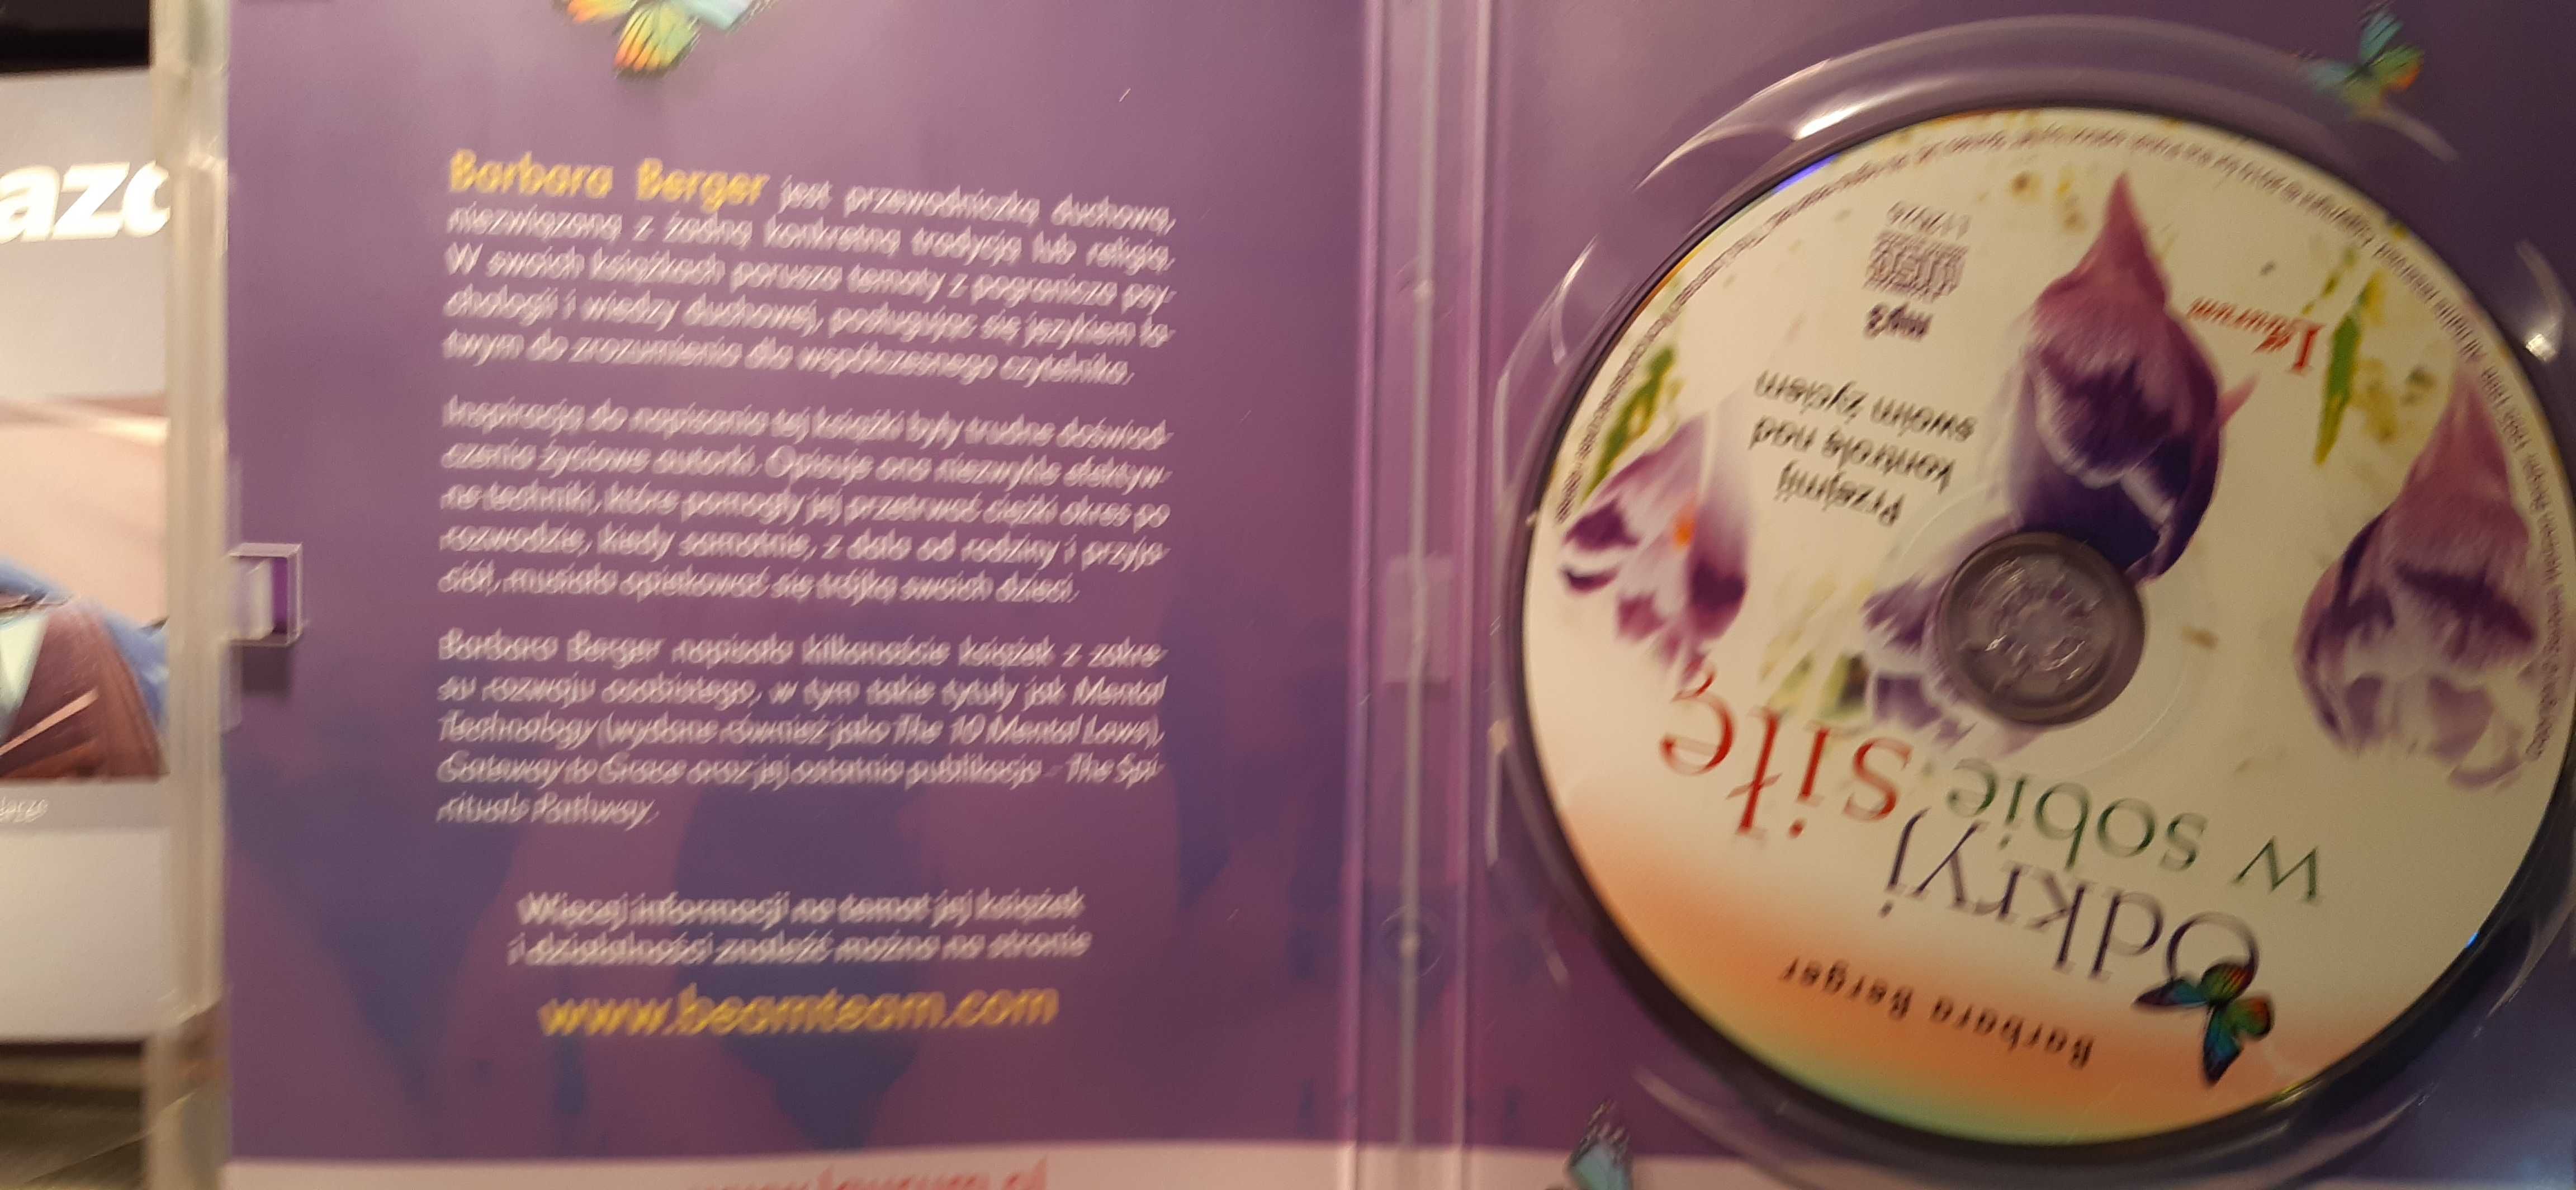 azo
Barbara Berger jest przewodniczką duchową,
niezwiązaną z żadną konkretną tradycją lub religią.
W swoich książkach porusza tematy z pogranicza psy-
chologii i wiedzy duchowej, posługując się językiem ła-
twym do zrozumienia dla współczesnego czytelnika.
Inspiracją do napisania tej książki były trudne doświad-
czenia życiowe autorki. Opisuje ona niezwykle efektyw-
ne techniki, które pomogły jej przetrwać ciężki okres po
rozwodzie, kiedy samotnie, z dala od rodziny i przyja-
ciół, musiała opiekować się trójką swoich dzieci.
Barbara Berger napisała kilkanaście książek z zakre-
su rozwoju osobistego, w tym takie tytuły jak Mental
Technology (wydane również jako The 10 Mental Laws),
Gateway to Grace oraz jej ostatnia publikacja - The Spi-
rituals Pathway.
Więcej informacji na temat jej książek
i działalności znaleźć można na stronie
www.beamteam.com
Barbara Berger
Odkryj
w sobie
siłę
Przejmij
kontrolę nad
swoim życiem
mp3